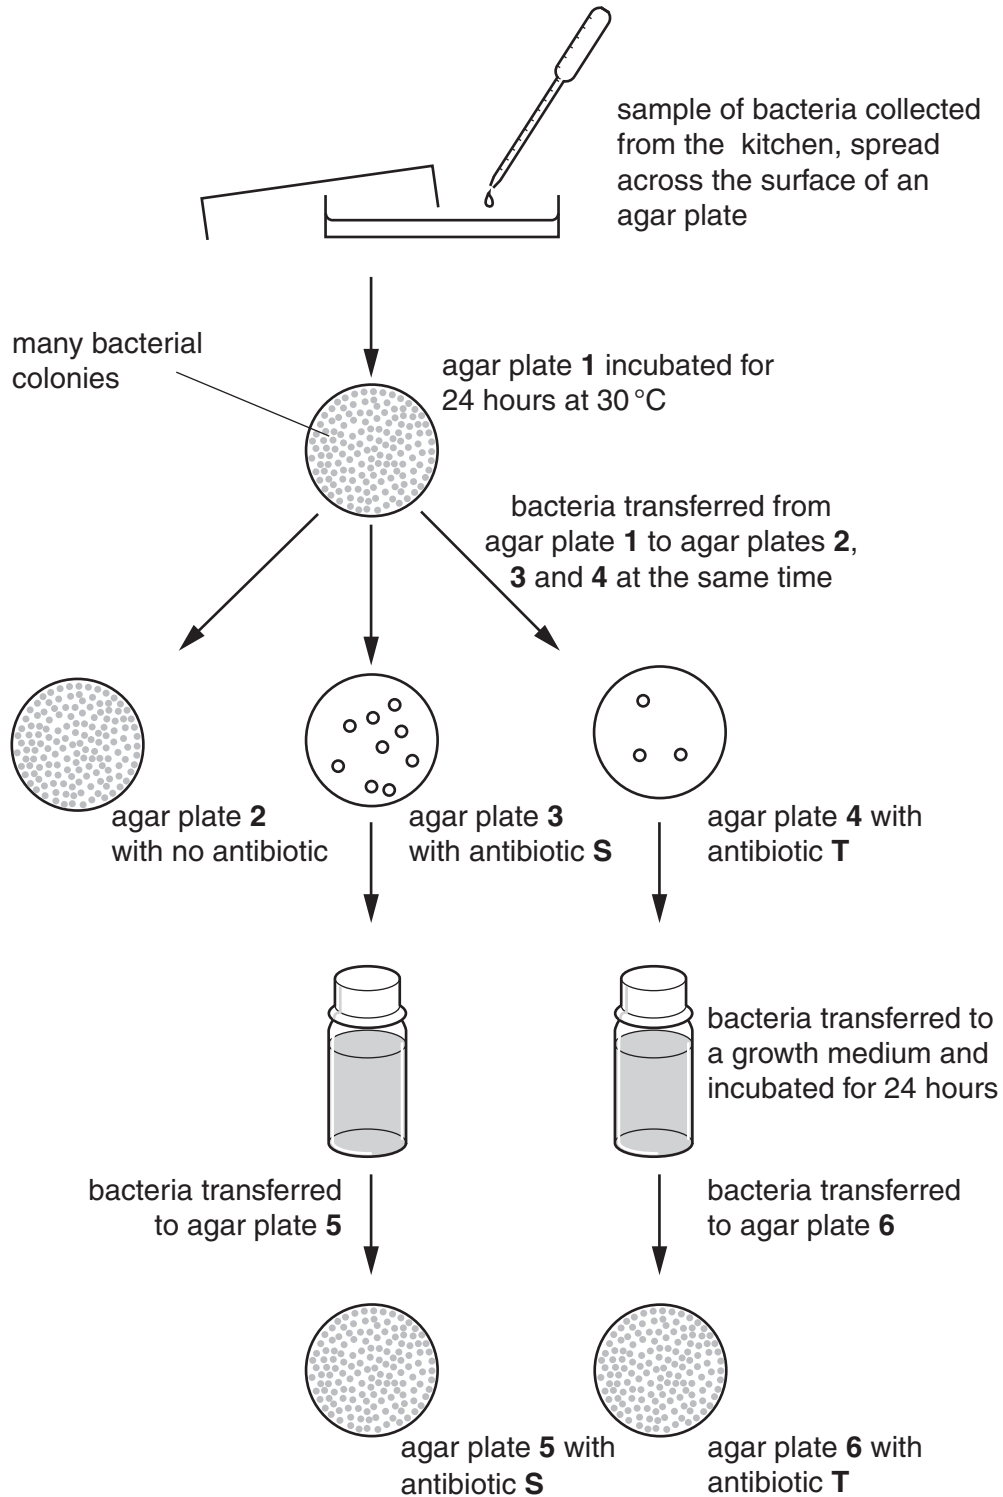 sample of bacteria collected
from the kitchen, spread
across the surface of an
agar plate
many bacterial
colonies
agar plate 1 incubated for
24 hours at 30 °C
bacteria transferred from
agar plate 1 to agar plates 2,
3 and 4 at the same time
agar plate 2
with no antibiotic
agar plate 3
with antibiotic S
agar plate 4 with
antibiotic T
bacteria transferred to
a growth medium and
incubated for 24 hours
bacteria transferred
to agar plate 5
bacteria transferred
to agar plate 6
agar plate 5 with
antibiotic S
agar plate 6 with
antibiotic T